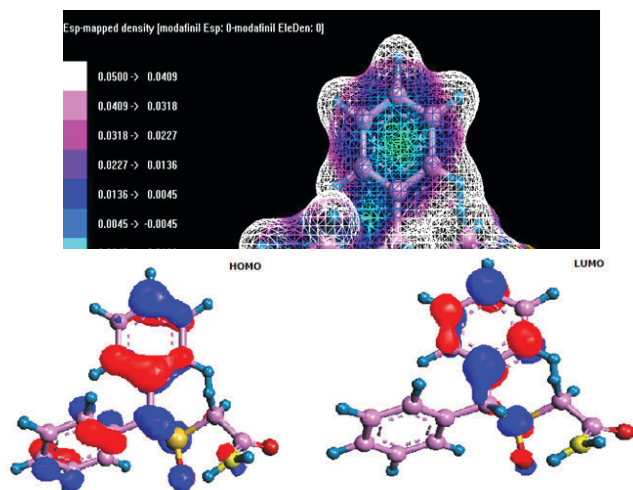 Esp-mapped density [modafinil Esp: 0-modafinil EleDen: 0]
0.0500 -> 0.0409
0.0409 -> 0.0318
0.0318 -> 0.0227
0.0227 -> 0.0136
0.0136 -> 0.0045
0.0045 -> -0.0045
HOMO
LUMO